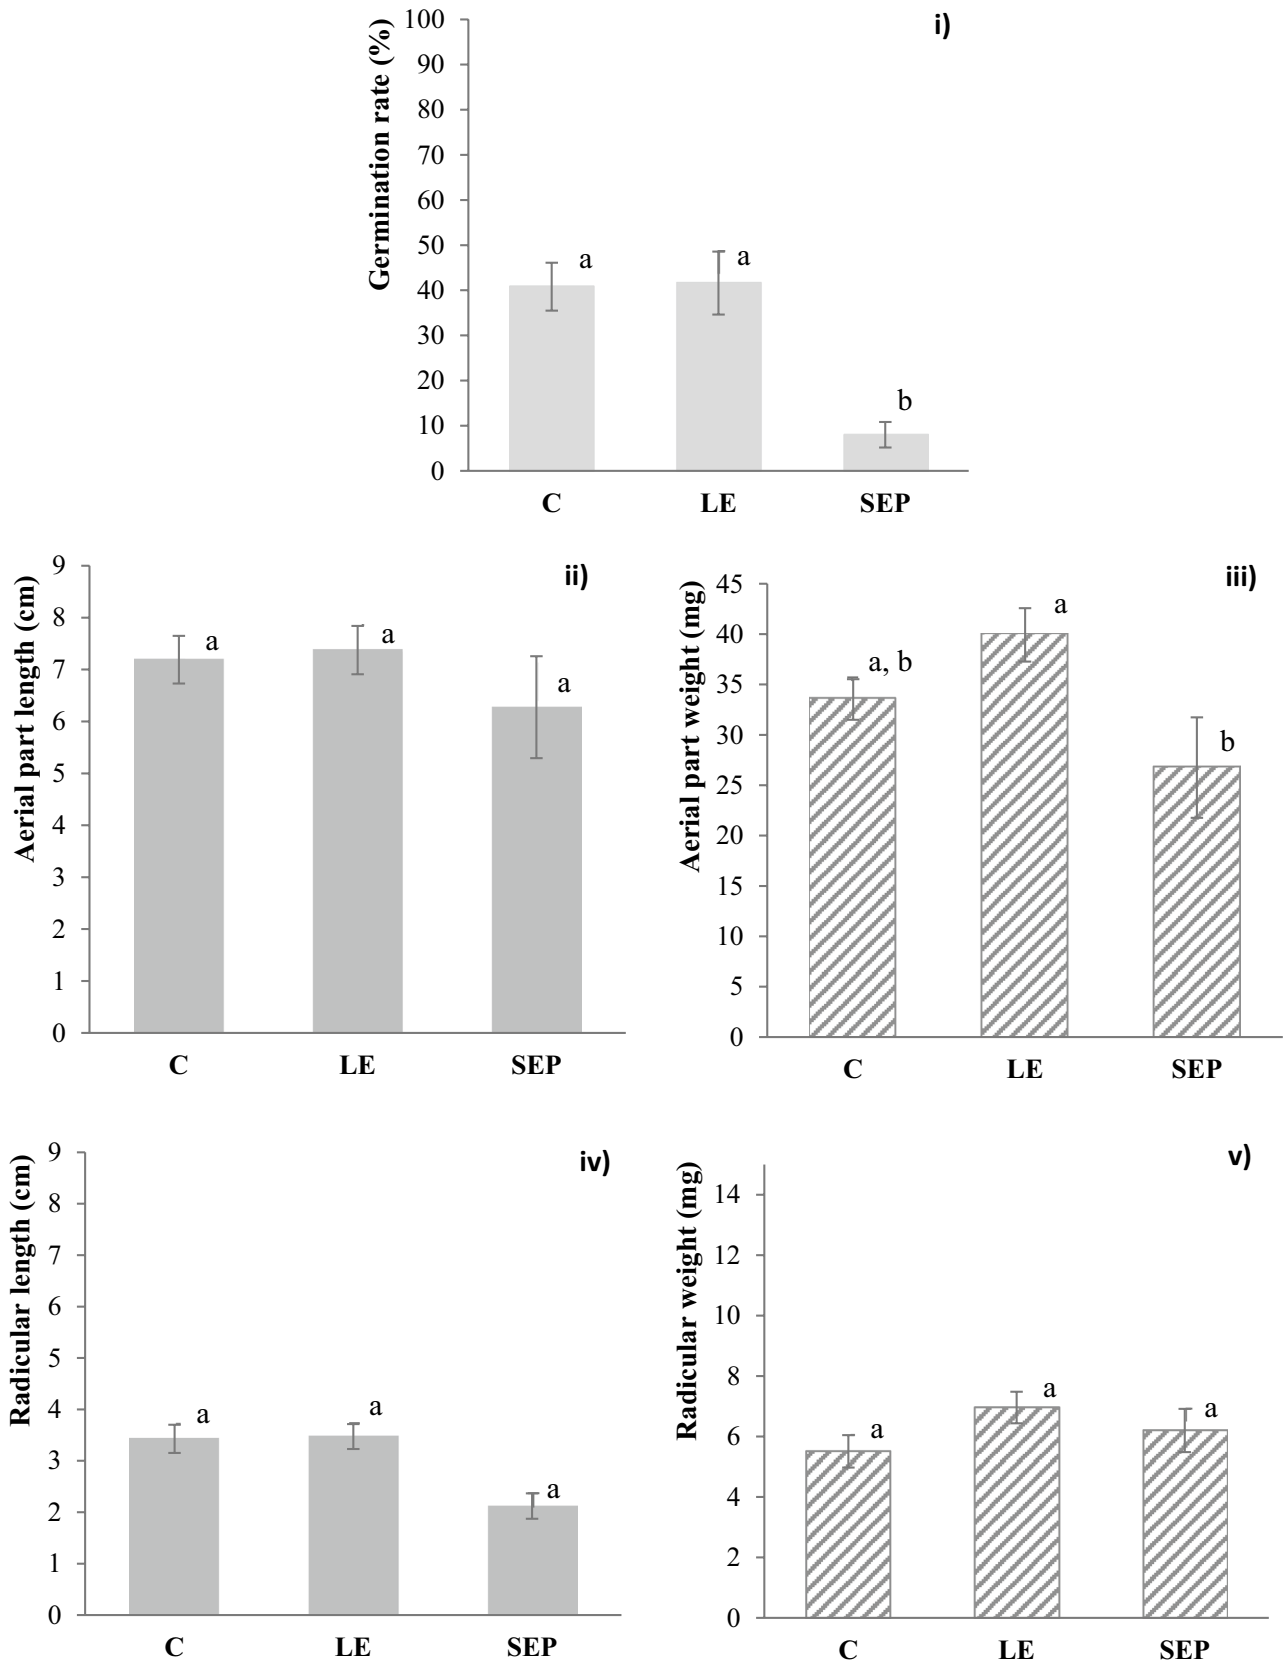 i)
Germination rate (%)
100
90
80
70
60
50
40
30
20
10
0
a
a
b
C LE SEP
ii)
Aerial part length (cm)
9
8
7
6
5
4
3
2
1
0
a
a
a
C LE SEP
iii)
Aerial part weight (mg)
45
40
35
30
25
20
15
10
5
0
a, b
a
b
C LE SEP
iv)
Radicular length (cm)
9
8
7
6
5
4
3
2
1
0
a
a
a
C LE SEP
v)
Radicular weight (mg)
14
12
10
8
6
4
2
0
a
a
a
C LE SEP